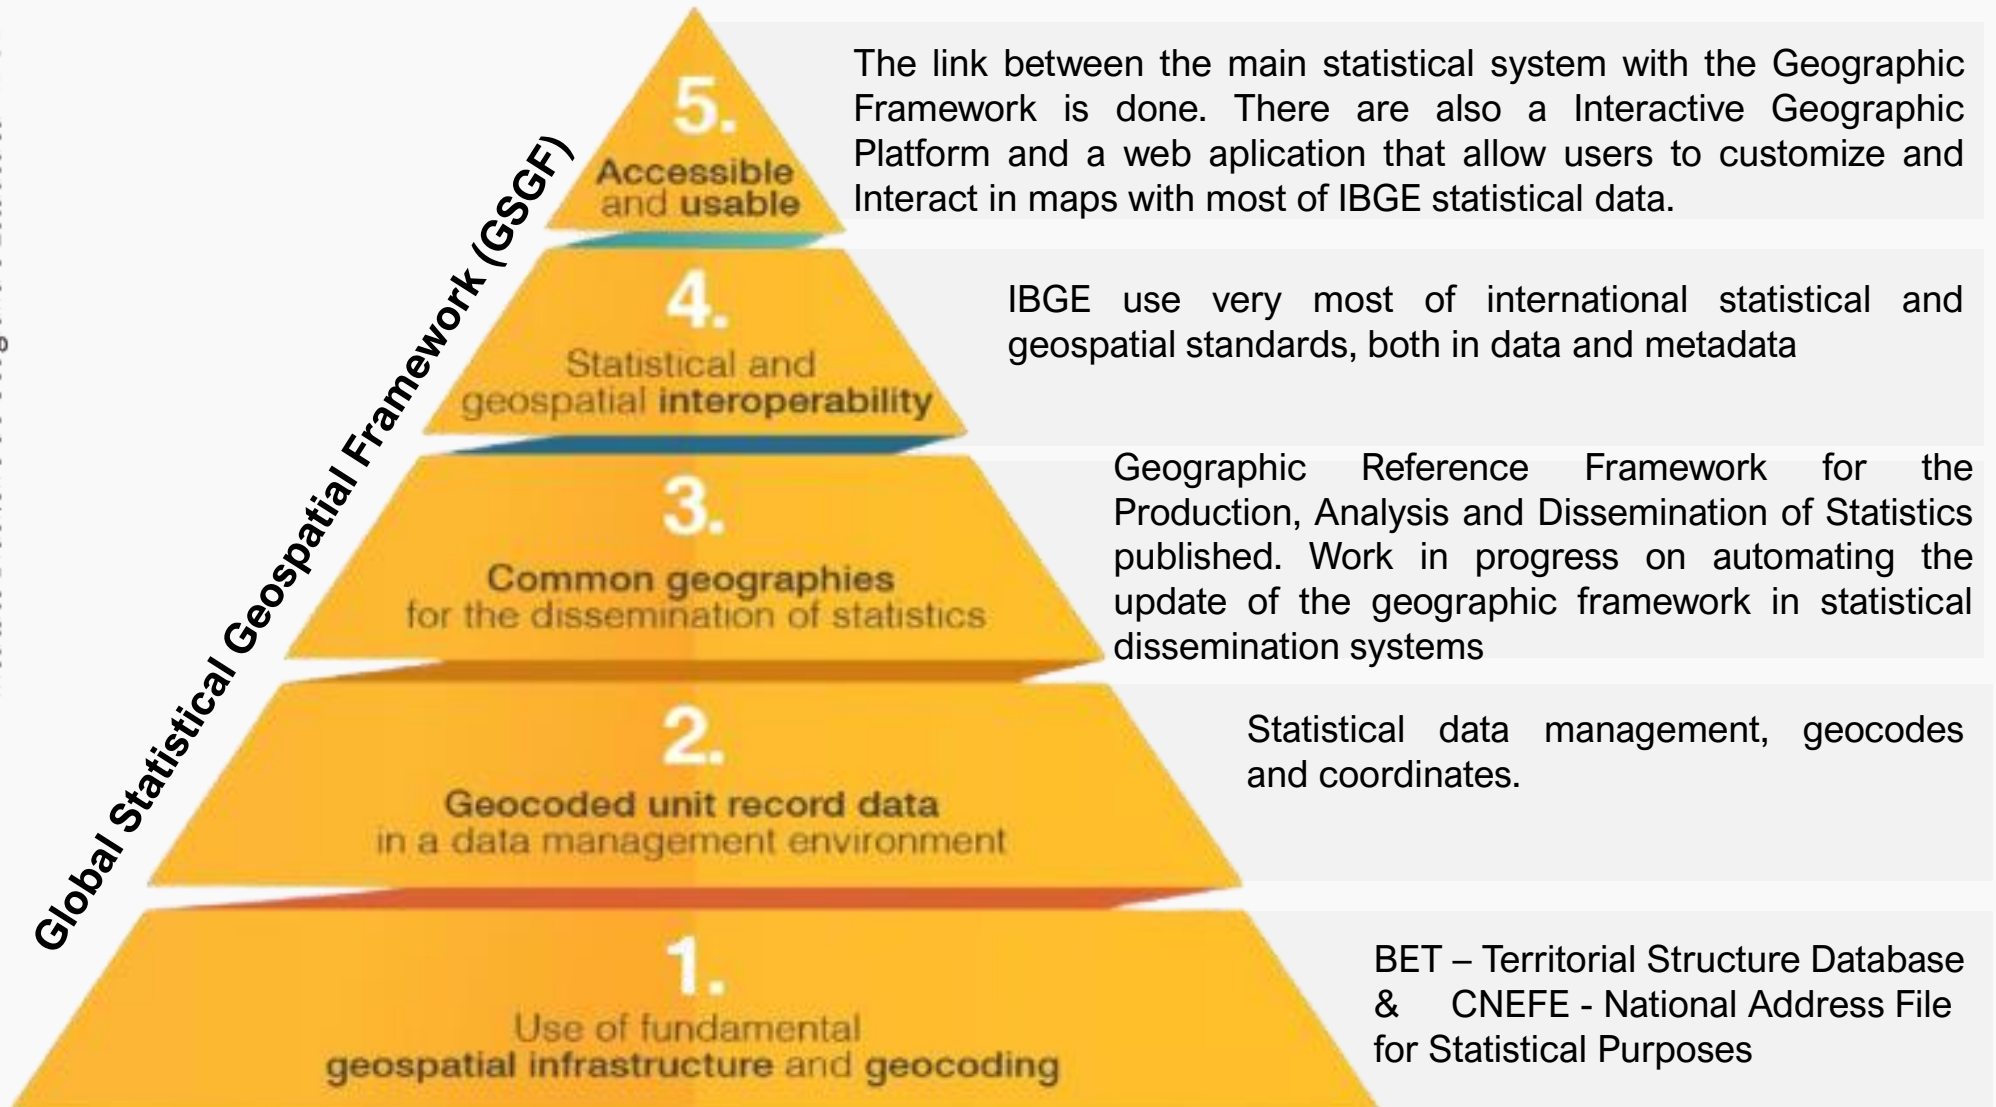 Global Statistical Geospatial Framework (GSGF)
5.
Accessible
and usable
The link between the main statistical system with the Geographic
Framework is done. There are also a Interactive Geographic
Platform and a web aplication that allow users to customize and
Interact in maps with most of IBGE statistical data.
4.
Statistical and
geospatial interoperability
IBGE use very most of international statistical and
geospatial standards, both in data and metadata
3.
Common geographies
for the dissemination of statistics
Geographic Reference Framework for the
Production, Analysis and Dissemination of Statistics
published. Work in progress on automating the
update of the geographic framework in statistical
dissemination systems
2.
Geocoded unit record data
in a data management environment
Statistical data management, geocodes
and coordinates.
1.
Use of fundamental
geospatial infrastructure and geocoding
BET – Territorial Structure Database
& CNEFE - National Address File
for Statistical Purposes